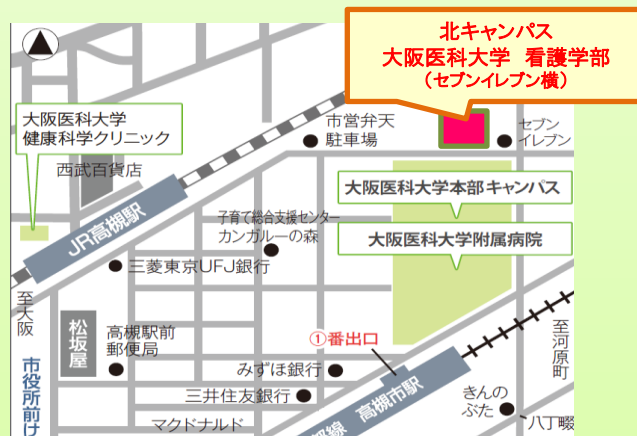 北キャンパス
大阪医科大学 看護学部
（セブンイレブン横）
大阪医科大学
健康科学クリニック
市営弁天
駐車場
セブン
イレブン
西武百貨店
大阪医科大学本部キャンパス
JR高槻駅
子育て総合支援センター
カンガルーの森
大阪医科大学附属病院
三菱東京UFJ銀行
至大阪
松坂屋
高槻駅前
郵便局
①番出口
至河原町
市役所前
みずほ銀行
三井住友銀行
高槻市駅
きんの
ぶた
マクドナルド
八丁畷